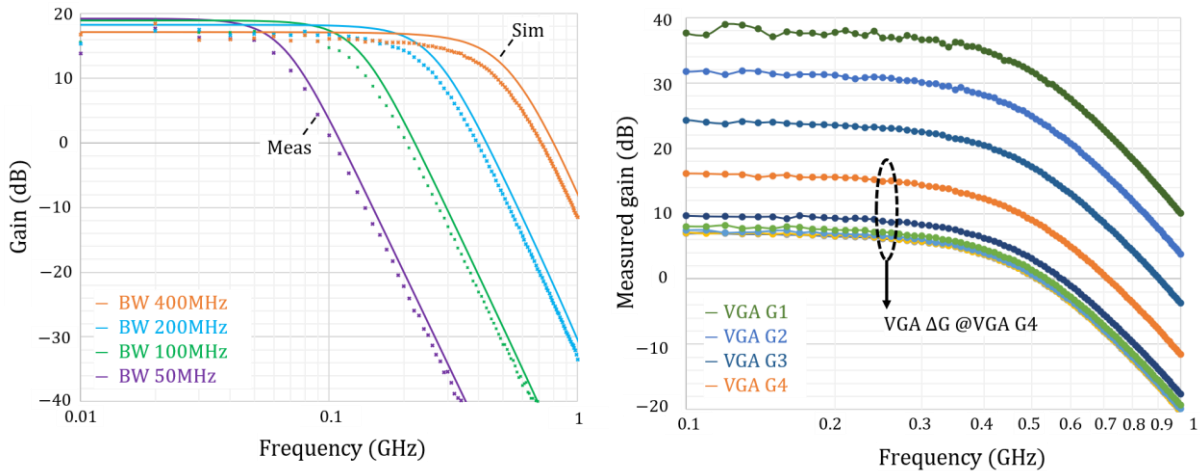 20
10
0
−10
−20
−30
−40
Gain (dB)
Sim
Meas
BW 400MHz
BW 200MHz
BW 100MHz
BW 50MHz
0.01
0.1
1
Frequency (GHz)
40
30
20
10
0
−10
−20
Measured gain (dB)
VGA ΔG @VGA G4
VGA G1
VGA G2
VGA G3
VGA G4
0.1
0.2
0.3
0.4
0.5
0.6
0.7
0.8
0.9
1
Frequency (GHz)